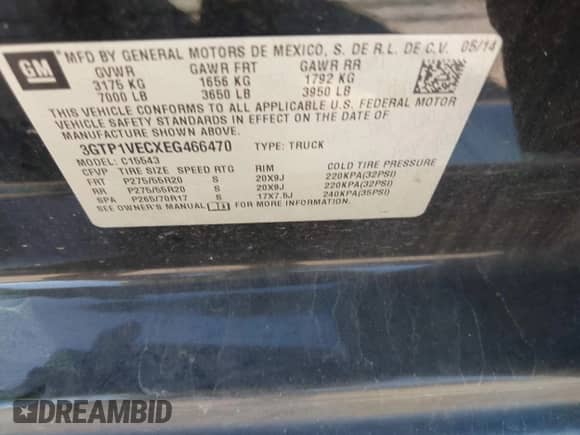 GM
MFD BY GENERAL MOTORS DE MEXICO, S. DE R.L. DE C.V. 05/14
GVWR GAWR FRT GAWR RR
3175 KG 1656 KG 1792 KG
7000 LB 3650 LB 3950 LB
THIS VEHICLE CONFORMS TO ALL APPLICABLE U.S. FEDERAL MOTOR
VEHICLE SAFETY STANDARDS IN EFFECT ON THE DATE OF
MANUFACTURE SHOWN ABOVE.
3GTP1VECXEG466470 TYPE: TRUCK
MODEL: C15543
CFVP TIRE SIZE SPEED RTG RIM COLD TIRE PRESSURE
FRT P275/55R20 S 20X9J 220KPA(32PSI)
RR P275/55R20 S 20X9J 220KPA(32PSI)
SPA P265/70R17 S 17X7.5J 240KPA(35PSI)
SEE OWNER'S MANUAL FOR MORE INFORMATION.
DREAMBID